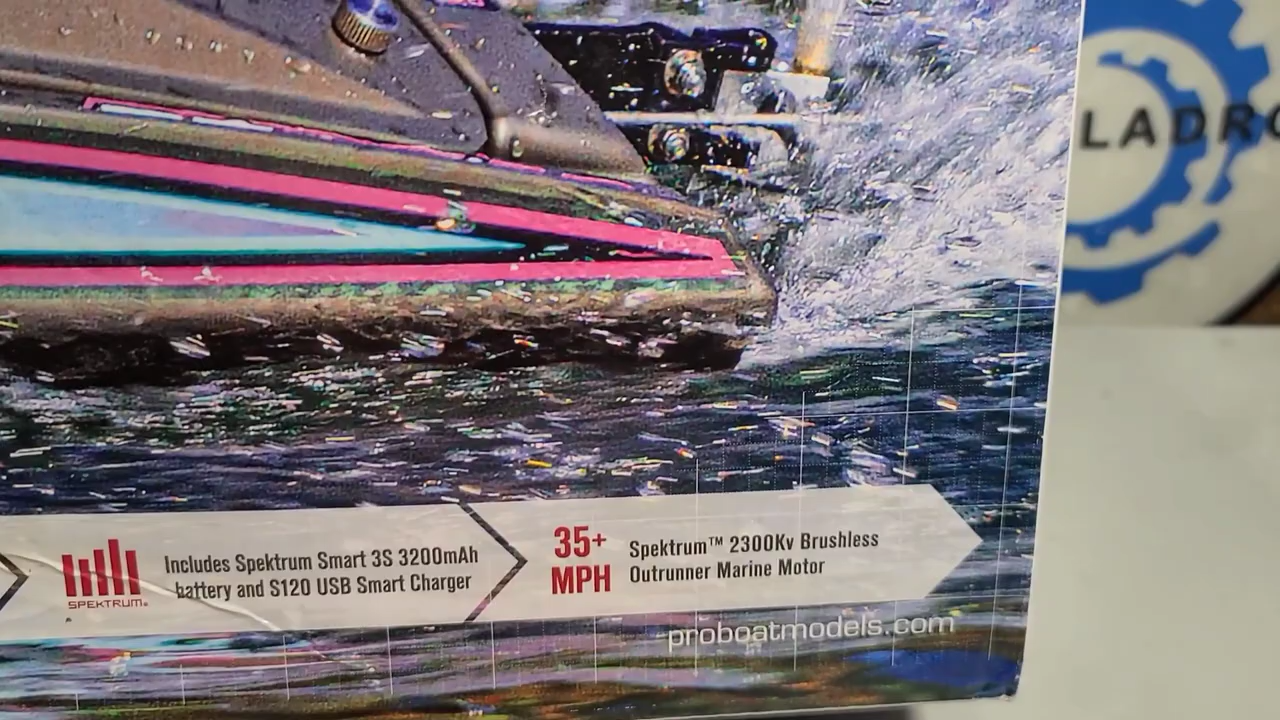 LADRO
SPEKTRUM®
Includes Spektrum Smart 3S 3200mAh
battery and S120 USB Smart Charger
35+
MPH
Spektrum™ 2300Kv Brushless
Outrunner Marine Motor
proboatmodels.com